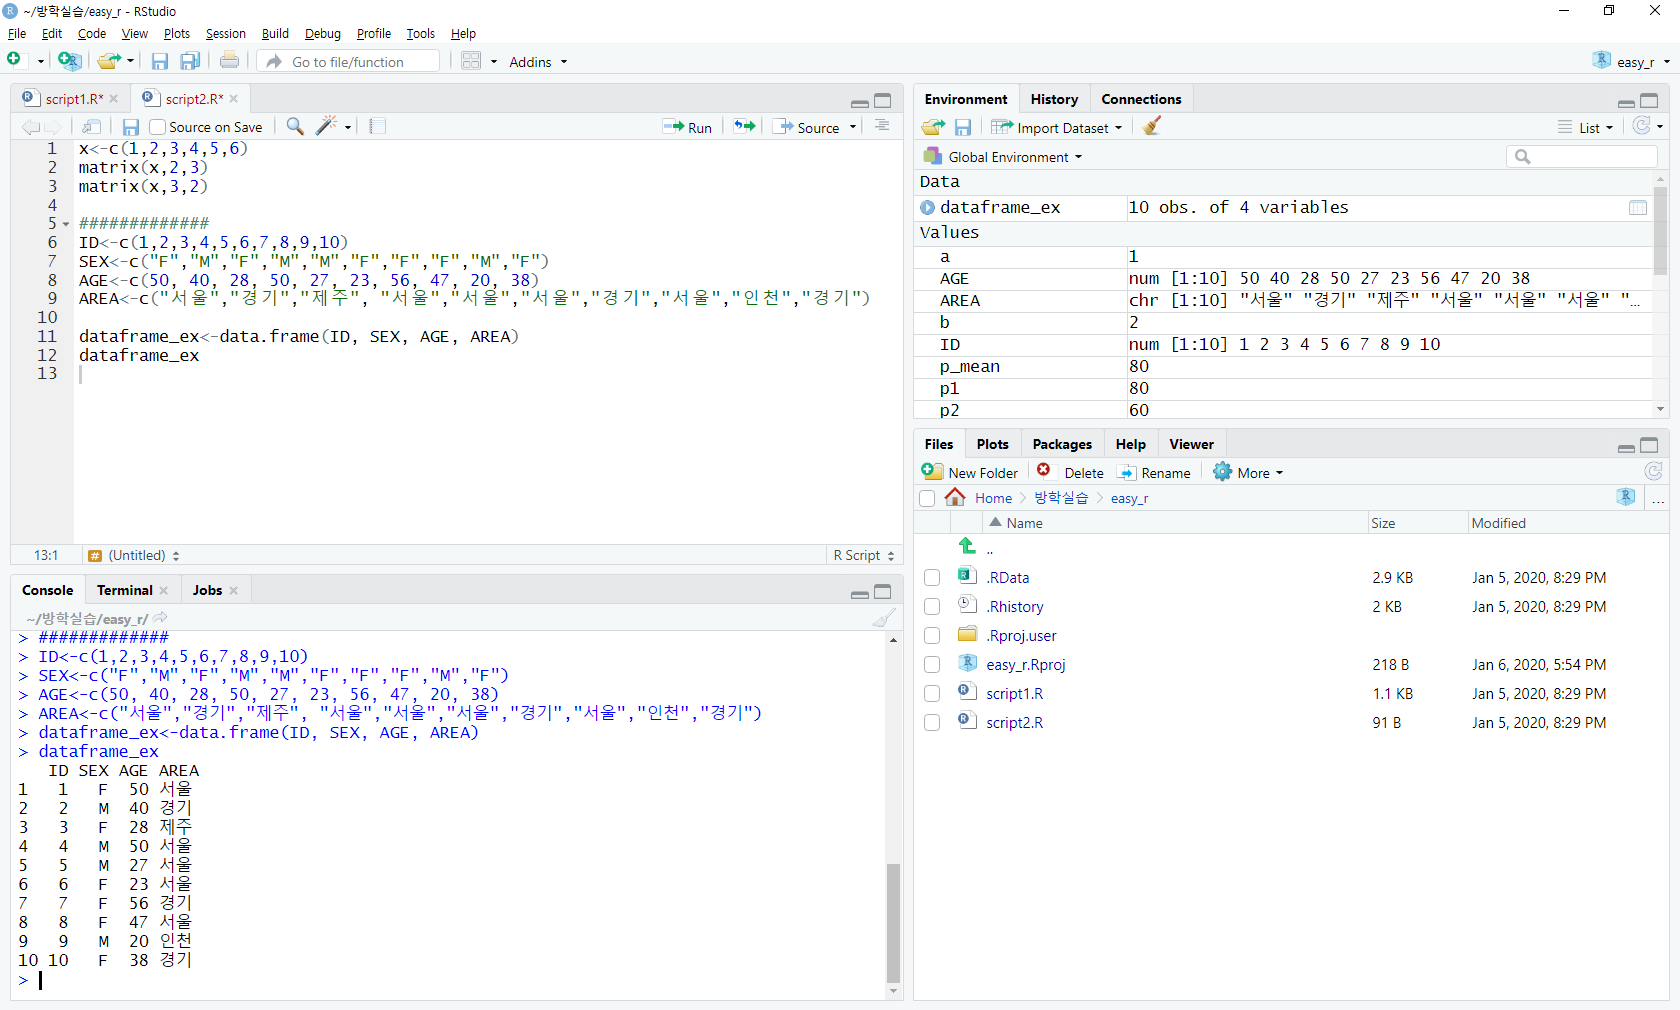 ~/방학실습/easy_r - RStudio
File Edit Code View Plots Session Build Debug Profile Tools Help
Go to file/function Addins easy_r
script1.R* script2.R*
Source on Save Run Source
1 x<-c(1,2,3,4,5,6)
2 matrix(x,2,3)
3 matrix(x,3,2)
4
5 #############
6 ID<-c(1,2,3,4,5,6,7,8,9,10)
7 SEX<-c("F","M","F","M","M","F","F","F","M","F")
8 AGE<-c(50, 40, 28, 50, 27, 23, 56, 47, 20, 38)
9 AREA<-c("서울","경기","제주", "서울","서울","서울","경기","서울","인천","경기")
10
11 dataframe_ex<-data.frame(ID, SEX, AGE, AREA)
12 dataframe_ex
13
13:1 # (Untitled) R Script
Console Terminal Jobs
~/방학실습/easy_r/
> #############
> ID<-c(1,2,3,4,5,6,7,8,9,10)
> SEX<-c("F","M","F","M","M","F","F","F","M","F")
> AGE<-c(50, 40, 28, 50, 27, 23, 56, 47, 20, 38)
> AREA<-c("서울","경기","제주", "서울","서울","서울","경기","서울","인천","경기")
> dataframe_ex<-data.frame(ID, SEX, AGE, AREA)
> dataframe_ex
ID SEX AGE AREA
1 1 F 50 서울
2 2 M 40 경기
3 3 F 28 제주
4 4 M 50 서울
5 5 M 27 서울
6 6 F 23 서울
7 7 F 56 경기
8 8 F 47 서울
9 9 M 20 인천
10 10 F 38 경기
>
Environment History Connections
Import Dataset List
Global Environment
Data
dataframe_ex 10 obs. of 4 variables
Values
a 1
AGE num [1:10] 50 40 28 50 27 23 56 47 20 38
AREA chr [1:10] "서울" "경기" "제주" "서울" "서울" "서울" "...
b 2
ID num [1:10] 1 2 3 4 5 6 7 8 9 10
p_mean 80
p1 80
p2 60
Files Plots Packages Help Viewer
New Folder Delete Rename More
Home 방학실습 easy_r ...
Name Size Modified
..
.RData 2.9 KB Jan 5, 2020, 8:29 PM
.Rhistory 2 KB Jan 5, 2020, 8:29 PM
.Rproj.user
easy_r.Rproj 218 B Jan 6, 2020, 5:54 PM
script1.R 1.1 KB Jan 5, 2020, 8:29 PM
script2.R 91 B Jan 5, 2020, 8:29 PM